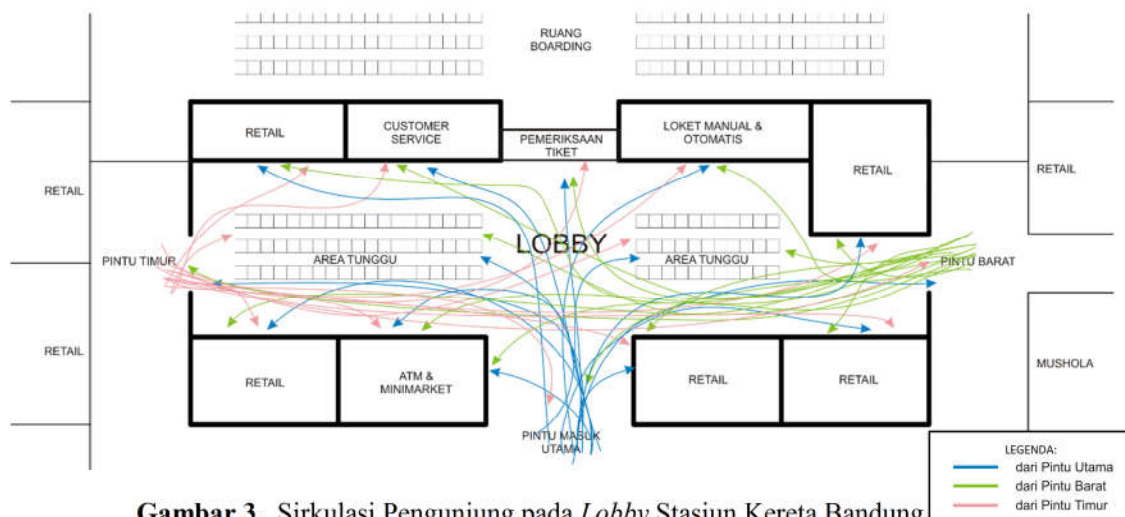 RUANG
BOARDING
RETAIL
CUSTOMER
SERVICE
PEMERIKSAAN
TIKET
LOKET MANUAL &
OTOMATIS
RETAIL
RETAIL
RETAIL
LOBBY
PINTU TIMUR
AREA TUNGGU
AREA TUNGGU
PINTU BARAT
RETAIL
RETAIL
ATM &
MINIMARKET
RETAIL
RETAIL
MUSHOLA
PINTU MASUK
UTAMA
LEGENDA:
dari Pintu Utama
dari Pintu Barat
dari Pintu Timur
Gambar 3. Sirkulasi Pengunjung pada Lobby Stasiun Kereta Bandung